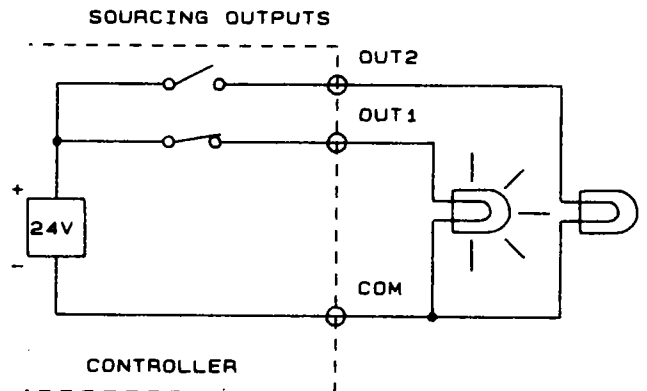 SOURCING OUTPUTS
OUT2
OUT1
+
24V
-
COM
CONTROLLER